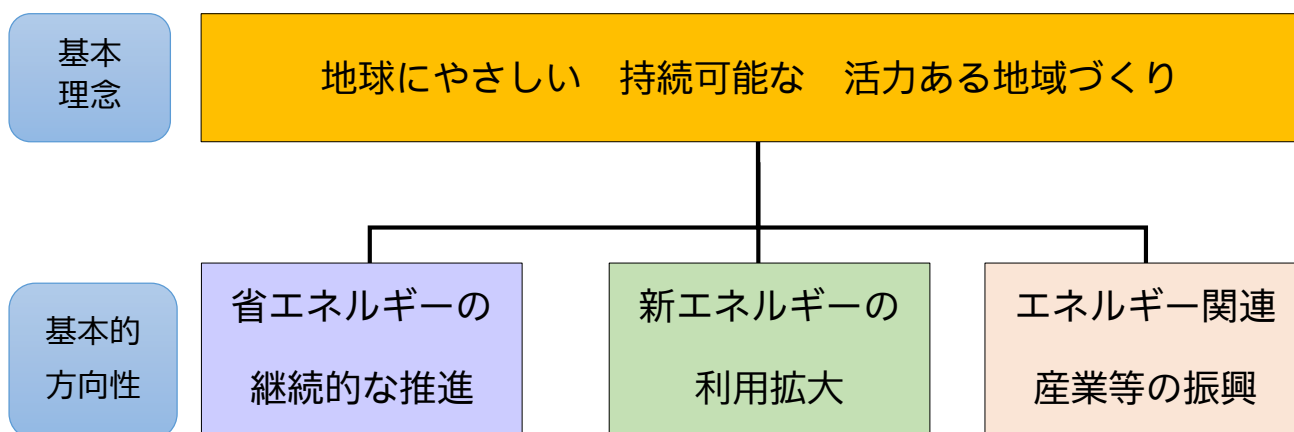 基本
理念
地球にやさしい　持続可能な　活力ある地域づくり
基本的
方向性
省エネルギーの
継続的な推進
新エネルギーの
利用拡大
エネルギー関連
産業等の振興